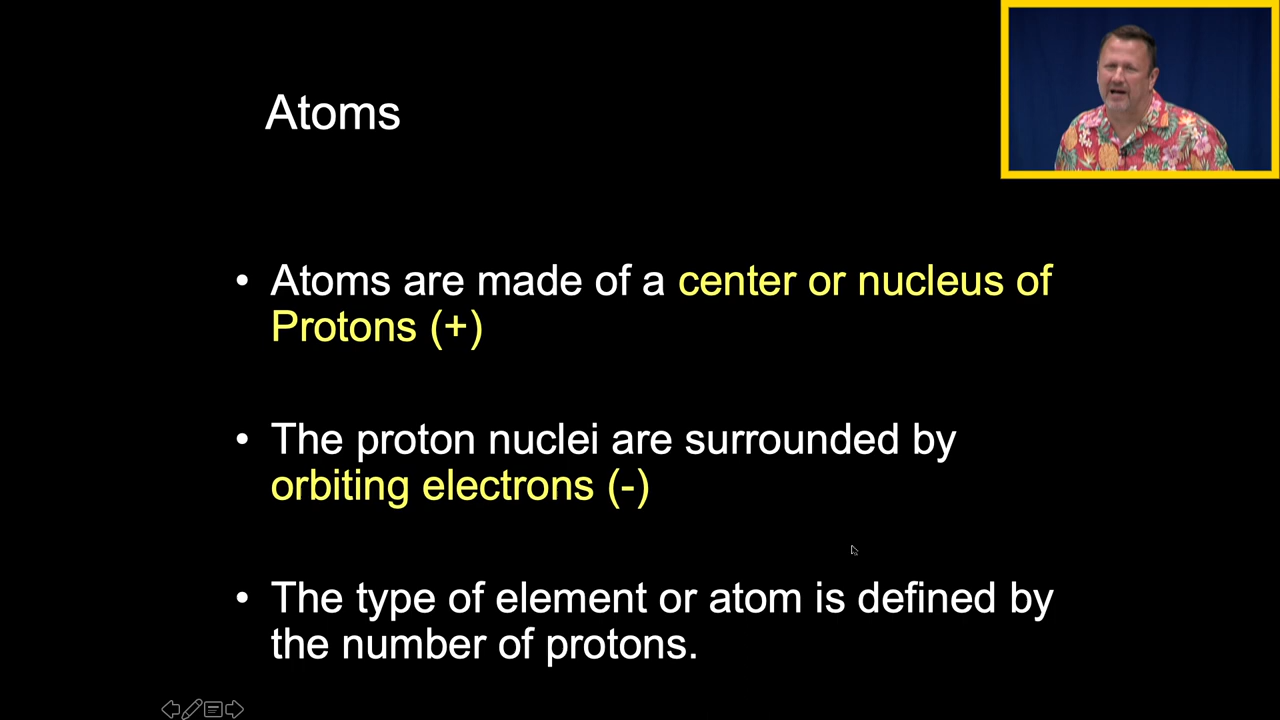 Atoms
• Atoms are made of a center or nucleus of
Protons (+)
• The proton nuclei are surrounded by
orbiting electrons (-)
• The type of element or atom is defined by
the number of protons.